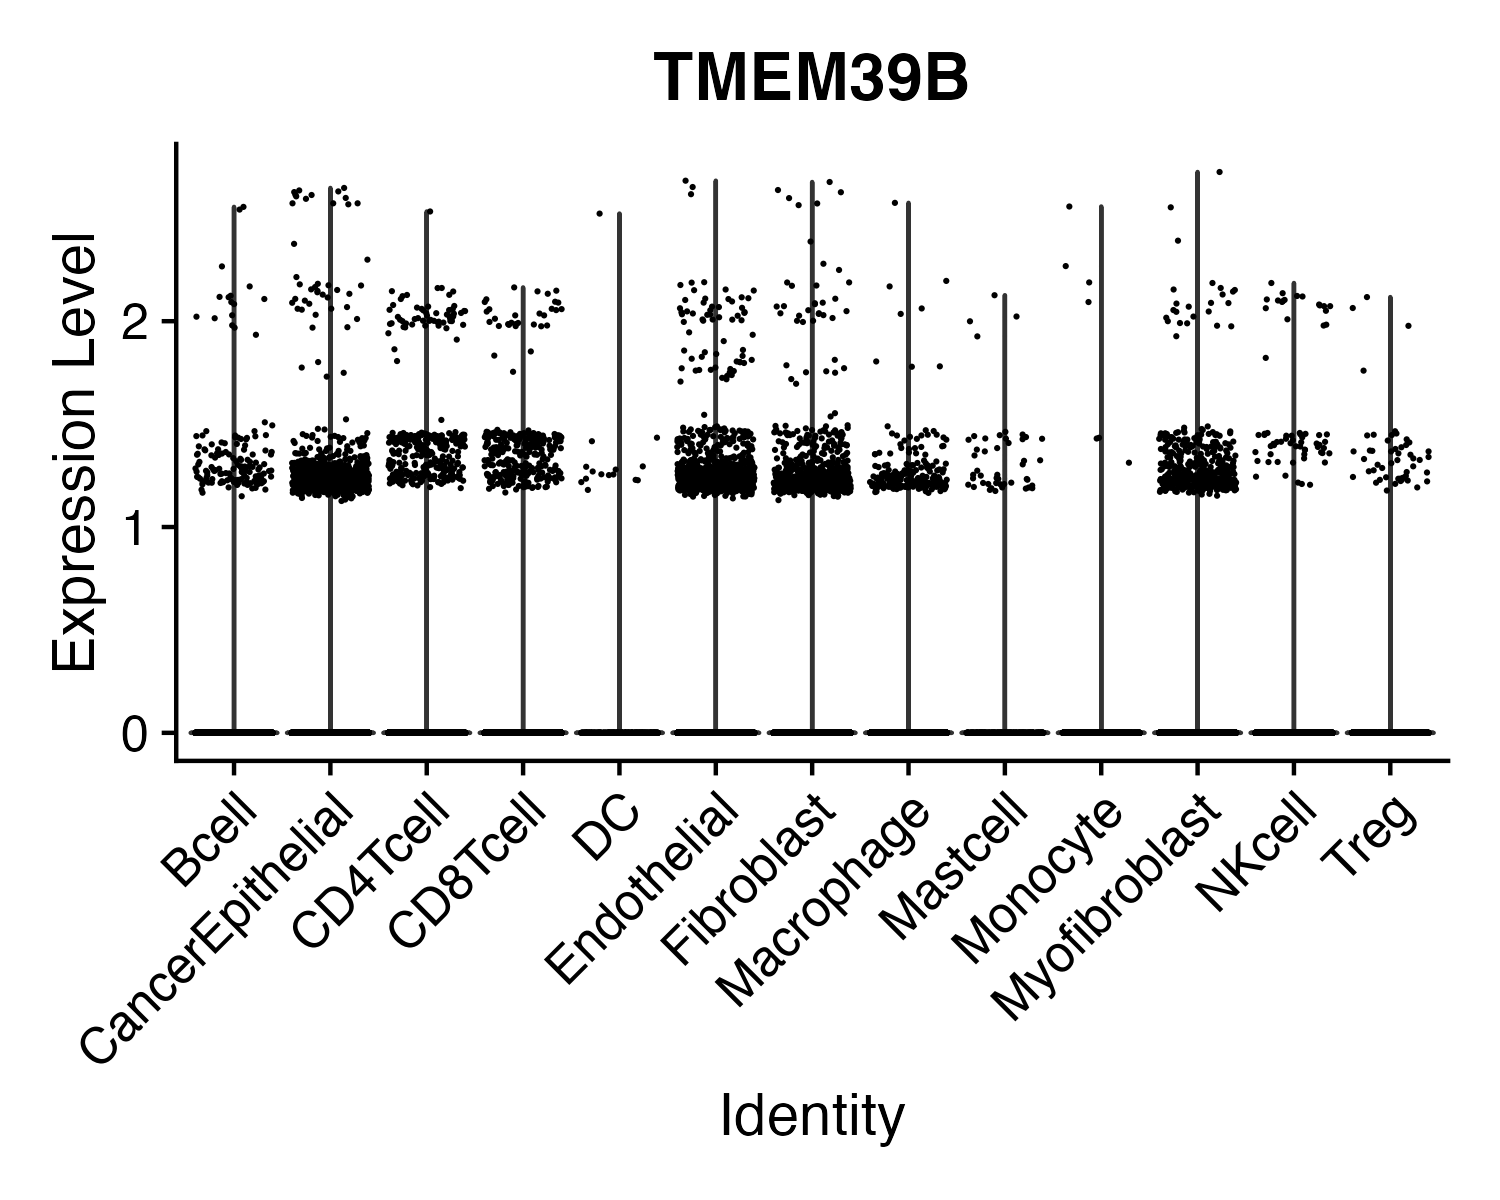 TMEM39B
Expression Level
2
1
0
Bcell
CancerEpithelial
CD4Tcell
CD8Tcell
DC
Endothelial
Fibroblast
Macrophage
Mastcell
Monocyte
Myofibroblast
NKcell
Treg
Identity